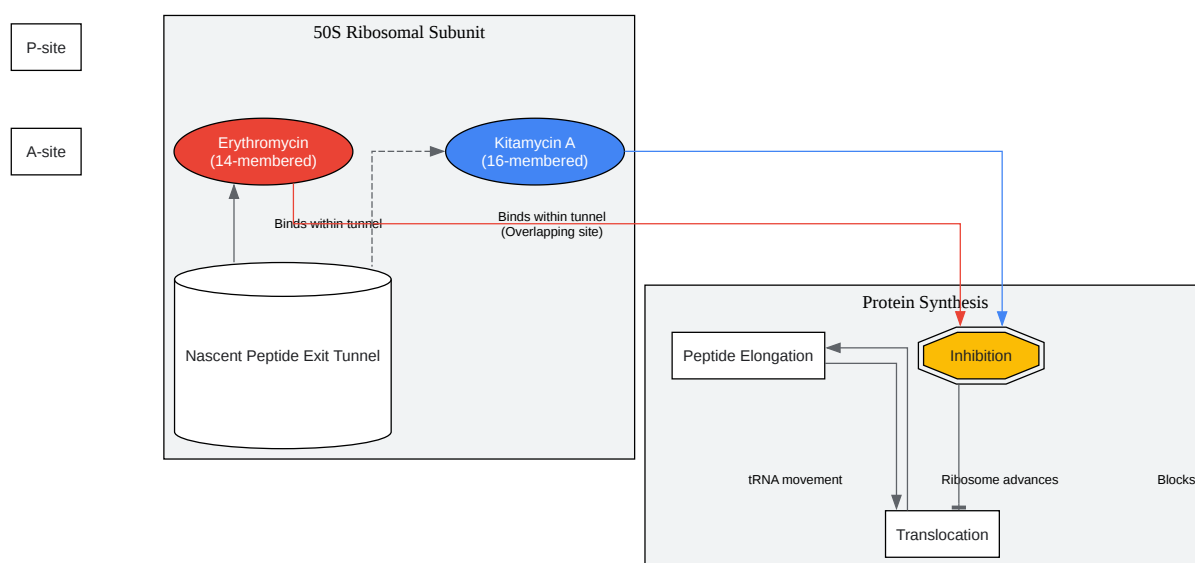 P-site
A-site
50S Ribosomal Subunit
Erythromycin
(14-membered)
Kitamycin A
(16-membered)
Binds within tunnel
Binds within tunnel
(Overlapping site)
Nascent Peptide Exit Tunnel
Protein Synthesis
Peptide Elongation
Inhibition
tRNA movement
Ribosome advances
Blocks
Translocation